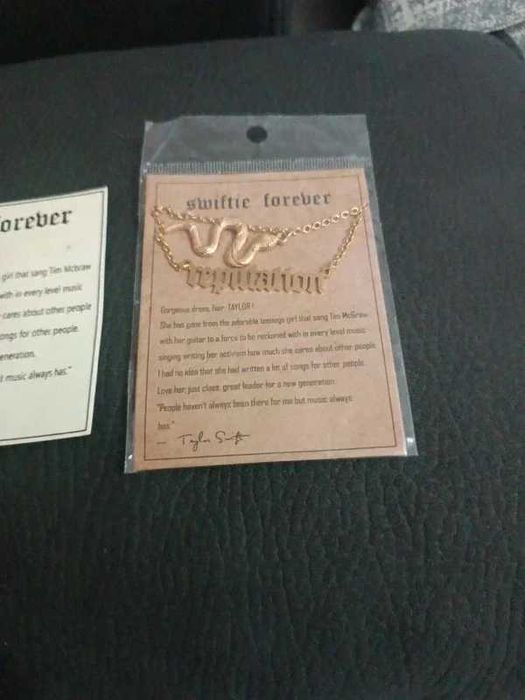 orever
girl that sang Tim McGraw
with in every level music
cares about other people
ongs for other people.
eneration.
t music always has."
swiftie forever
reputation
Gorgeous dress, hair TAYLOR !
She has gone from the adorable teenage girl that sang Tim McGraw
with her guitar to a force to be reckoned with in every level music
singing writing her activism how much she cares about other people
I had no idea that she had written a lot of songs for other people.
Love her, just class, great leader for a new generation.
"People haven't always been there for me but music always
has."
— Taylor Swift